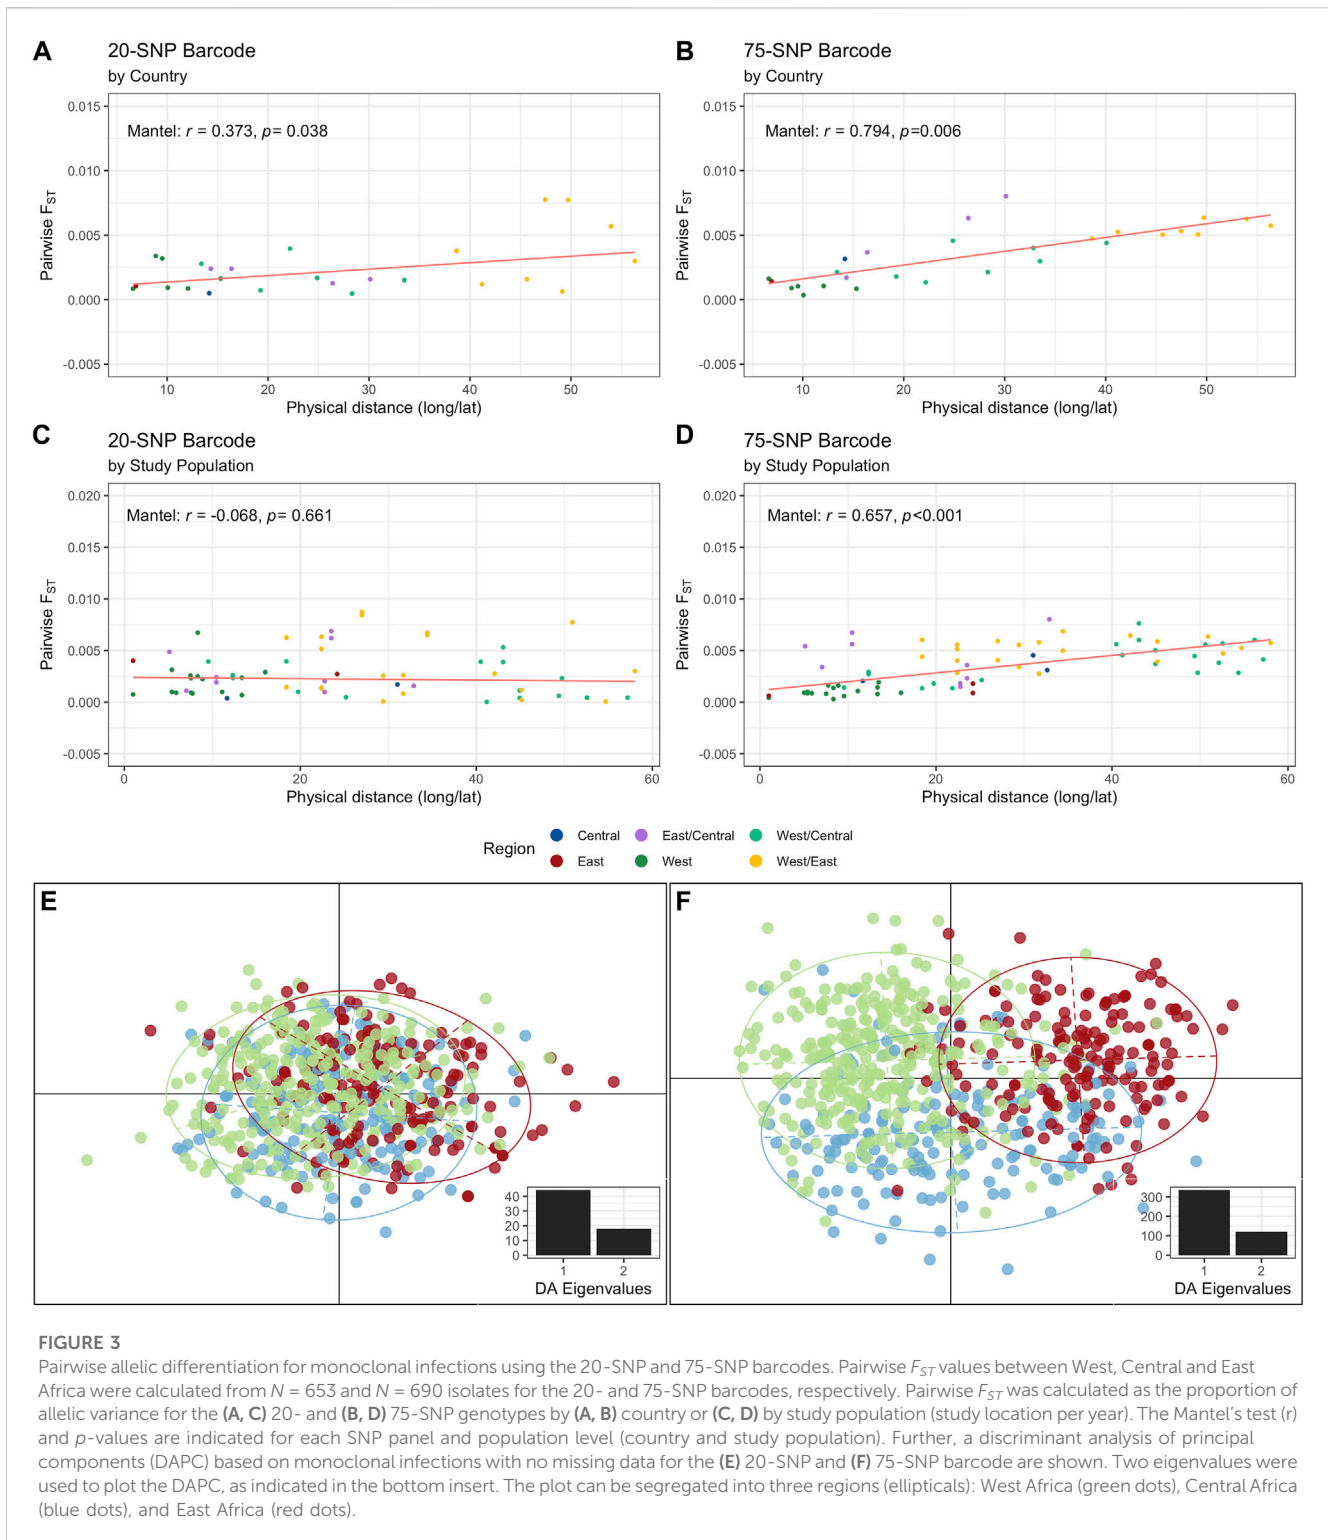 A
20-SNP Barcode
by Country
0.015
0.010
0.005
0.000
-0.005
Pairwise FST
Mantel: r = 0.373, p= 0.038
10
20
30
40
50
Physical distance (long/lat)
B
75-SNP Barcode
by Country
0.015
0.010
0.005
0.000
-0.005
Pairwise FST
Mantel: r = 0.794, p=0.006
10
20
30
40
50
Physical distance (long/lat)
C
20-SNP Barcode
by Study Population
0.020
0.015
0.010
0.005
0.000
-0.005
Pairwise FST
Mantel: r = -0.068, p= 0.661
0
20
40
60
Physical distance (long/lat)
D
75-SNP Barcode
by Study Population
0.020
0.015
0.010
0.005
0.000
-0.005
Pairwise FST
Mantel: r = 0.657, p<0.001
0
20
40
60
Physical distance (long/lat)
Region
Central
East/Central
West/Central
East
West
West/East
E
40
30
20
10
0
1
2
DA Eigenvalues
F
300
200
100
0
1
2
DA Eigenvalues
FIGURE 3
Pairwise allelic differentiation for monoclonal infections using the 20-SNP and 75-SNP barcodes. Pairwise FST values between West, Central and East
Africa were calculated from N = 653 and N = 690 isolates for the 20- and 75-SNP barcodes, respectively. Pairwise FST was calculated as the proportion of
allelic variance for the (A, C) 20- and (B, D) 75-SNP genotypes by (A, B) country or (C, D) by study population (study location per year). The Mantel's test (r)
and p-values are indicated for each SNP panel and population level (country and study population). Further, a discriminant analysis of principal
components (DAPC) based on monoclonal infections with no missing data for the (E) 20-SNP and (F) 75-SNP barcode are shown. Two eigenvalues were
used to plot the DAPC, as indicated in the bottom insert. The plot can be segregated into three regions (ellipticals): West Africa (green dots), Central Africa
(blue dots), and East Africa (red dots).